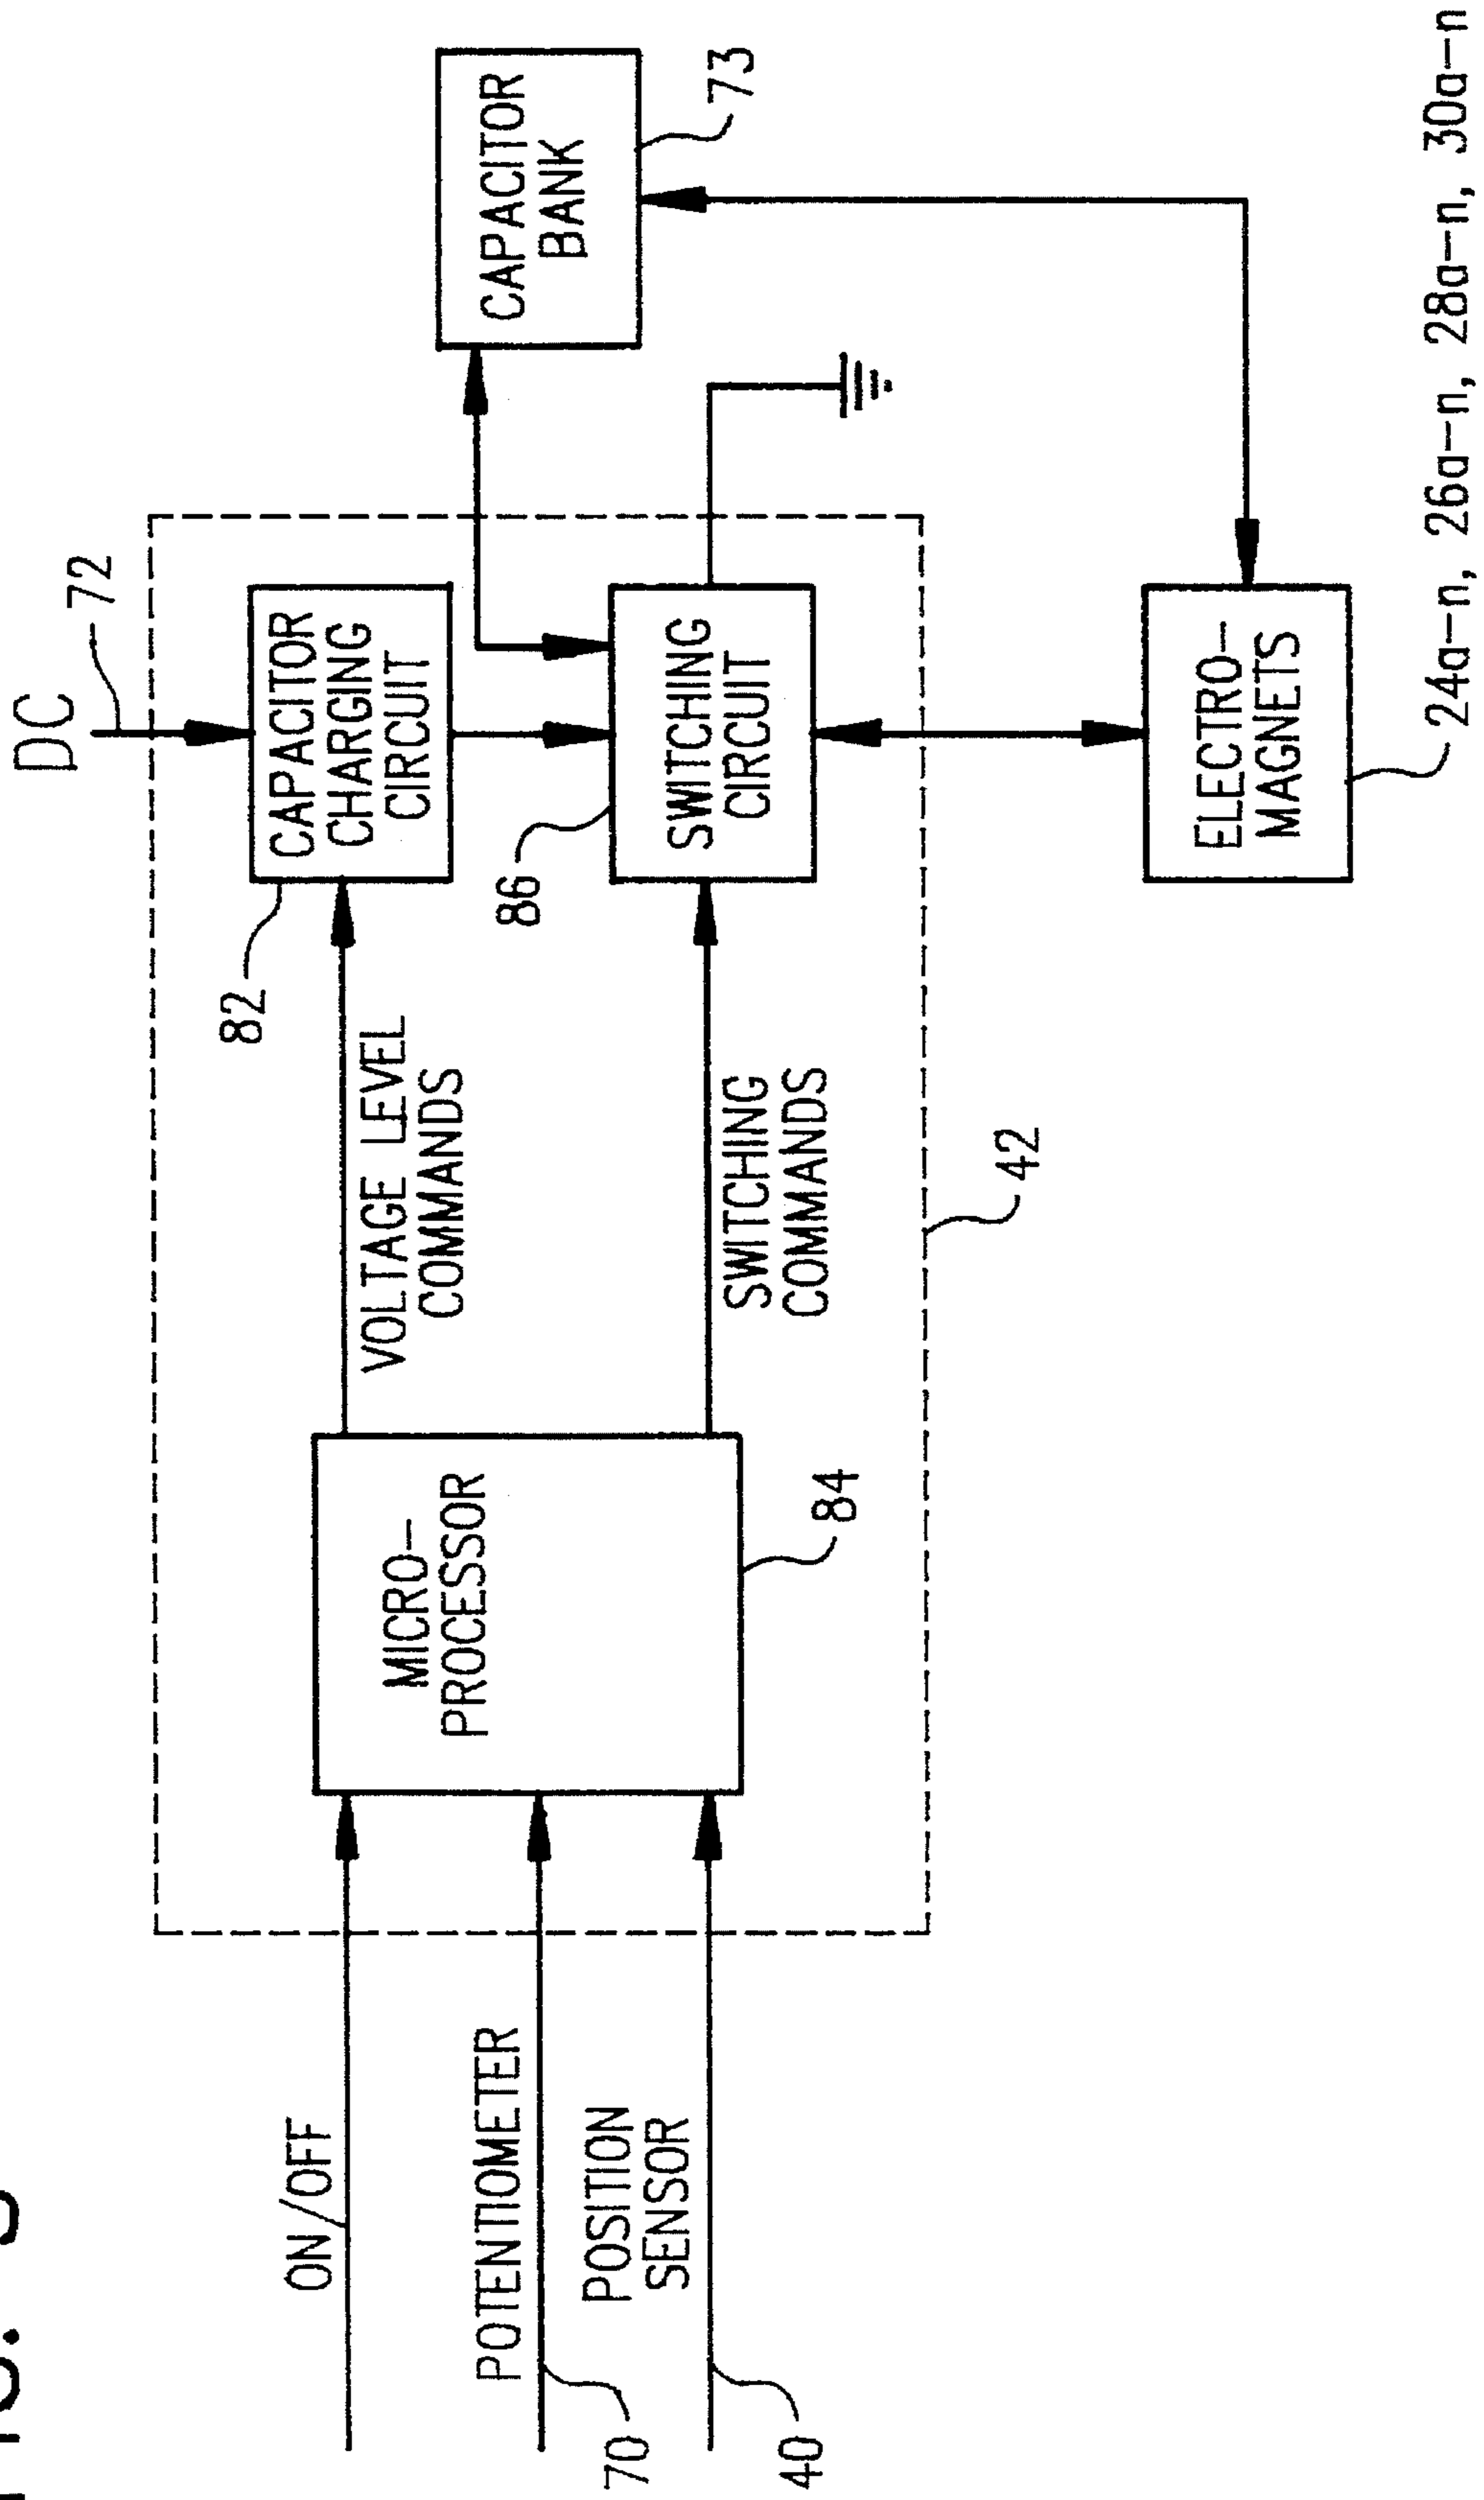 DC
72
CAPACITOR
CHARGING
CIRCUIT
82
CAPACITOR
BANK
73
ON/OFF
VOLTAGE LEVEL
COMMANDS
MICRO-
PROCESSOR
84
POTENTIOMETER
70
86
SWITCHING
CIRCUIT
POSITION
SENSOR
40
SWITCHING
COMMANDS
42
ELECTRO-
MAGNETS
24a-n, 26a-n, 28a-n, 30a-n